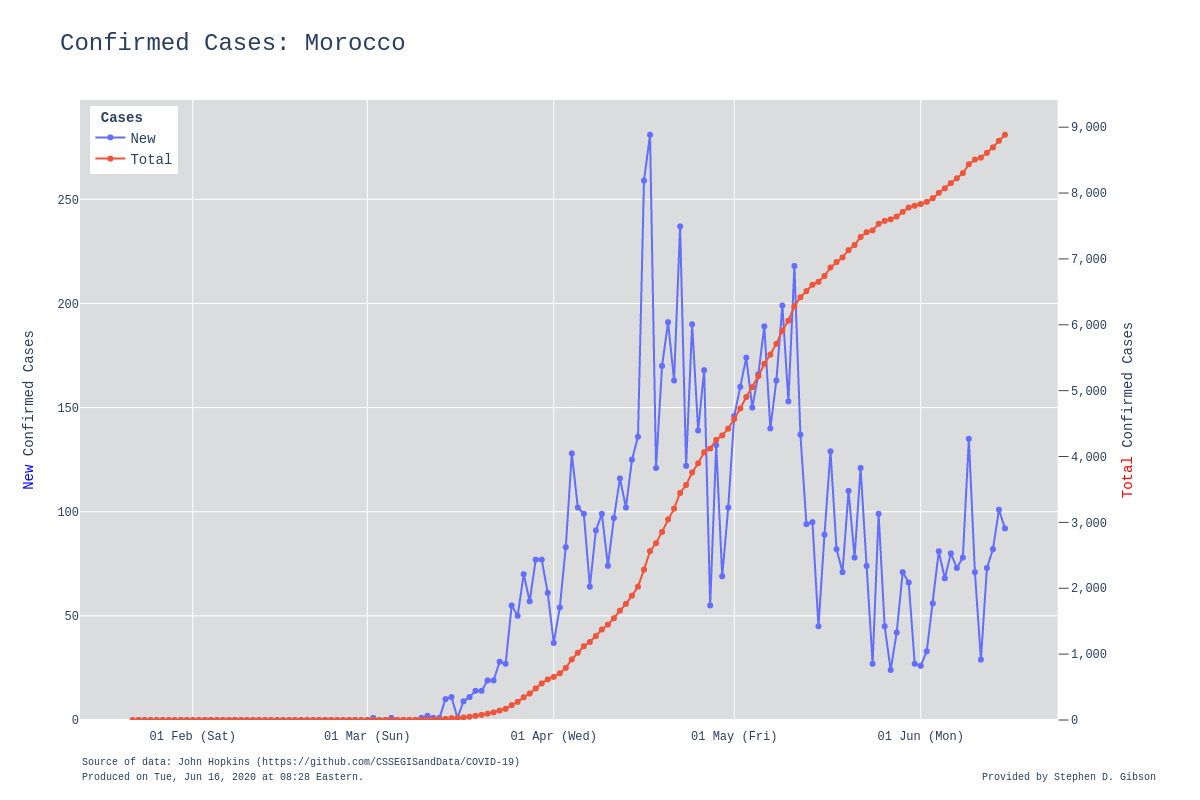 Confirmed Cases: Morocco
Cases
New
Total
250
200
150
100
50
0
New Confirmed Cases
9,000
8,000
7,000
6,000
5,000
4,000
3,000
2,000
1,000
0
Total Confirmed Cases
01 Feb (Sat) 01 Mar (Sun) 01 Apr (Wed) 01 May (Fri) 01 Jun (Mon)
Source of data: John Hopkins (https://github.com/CSSEGISandData/COVID-19)
Produced on Tue, Jun 16, 2020 at 08:28 Eastern.
Provided by Stephen D. Gibson